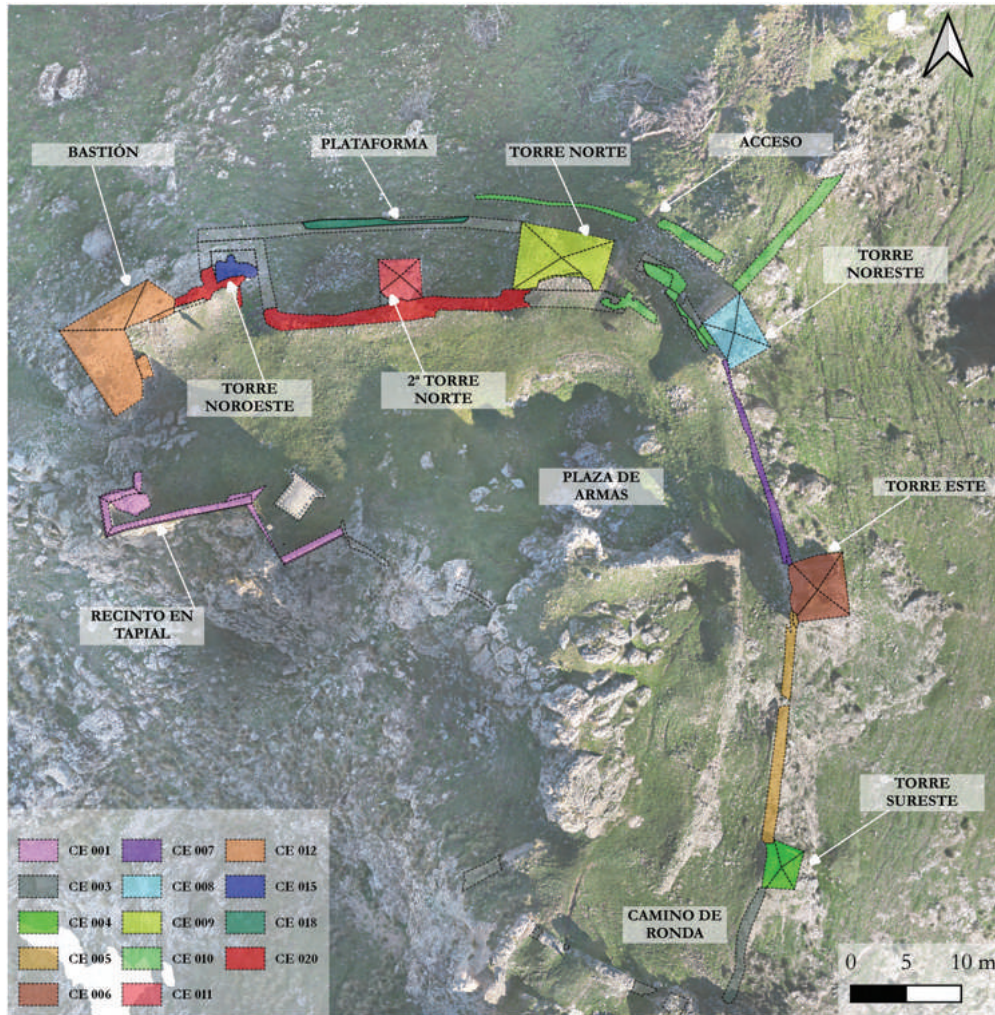 BASTIÓN
PLATAFORMA
TORRE NORTE
ACCESO
TORRE
NORESTE
TORRE
NOROESTE
2ª TORRE
NORTE
PLAZA DE
ARMAS
TORRE ESTE
RECINTO EN
TAPIAL
TORRE
SURESTE
CAMINO DE
RONDA
CE 001
CE 003
CE 004
CE 005
CE 006
CE 007
CE 008
CE 009
CE 010
CE 011
CE 012
CE 015
CE 018
CE 020
0 5 10 m